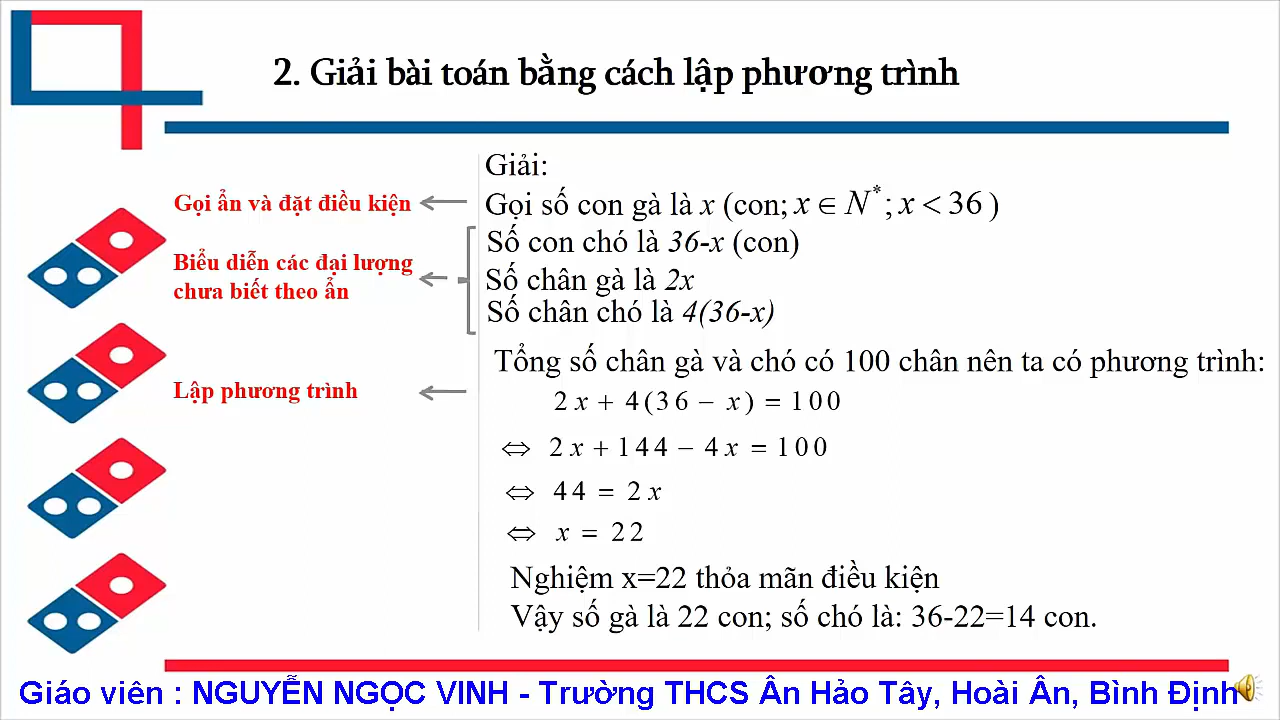 2. Giải bài toán bằng cách lập phương trình
Giải:
Gọi ẩn và đặt điều kiện
Gọi số con gà là x (con; x ∈ N*; x < 36 )
Số con chó là 36-x (con)
Biểu diễn các đại lượng
chưa biết theo ẩn
Số chân gà là 2x
Số chân chó là 4(36-x)
Tổng số chân gà và chó có 100 chân nên ta có phương trình:
Lập phương trình
2x + 4(36 − x) = 100
⇔ 2x + 144 − 4x = 100
⇔ 44 = 2x
⇔ x = 22
Nghiệm x=22 thỏa mãn điều kiện
Vậy số gà là 22 con; số chó là: 36-22=14 con.
Giáo viên : NGUYỄN NGỌC VINH - Trường THCS Ân Hảo Tây, Hoài Ân, Bình Định